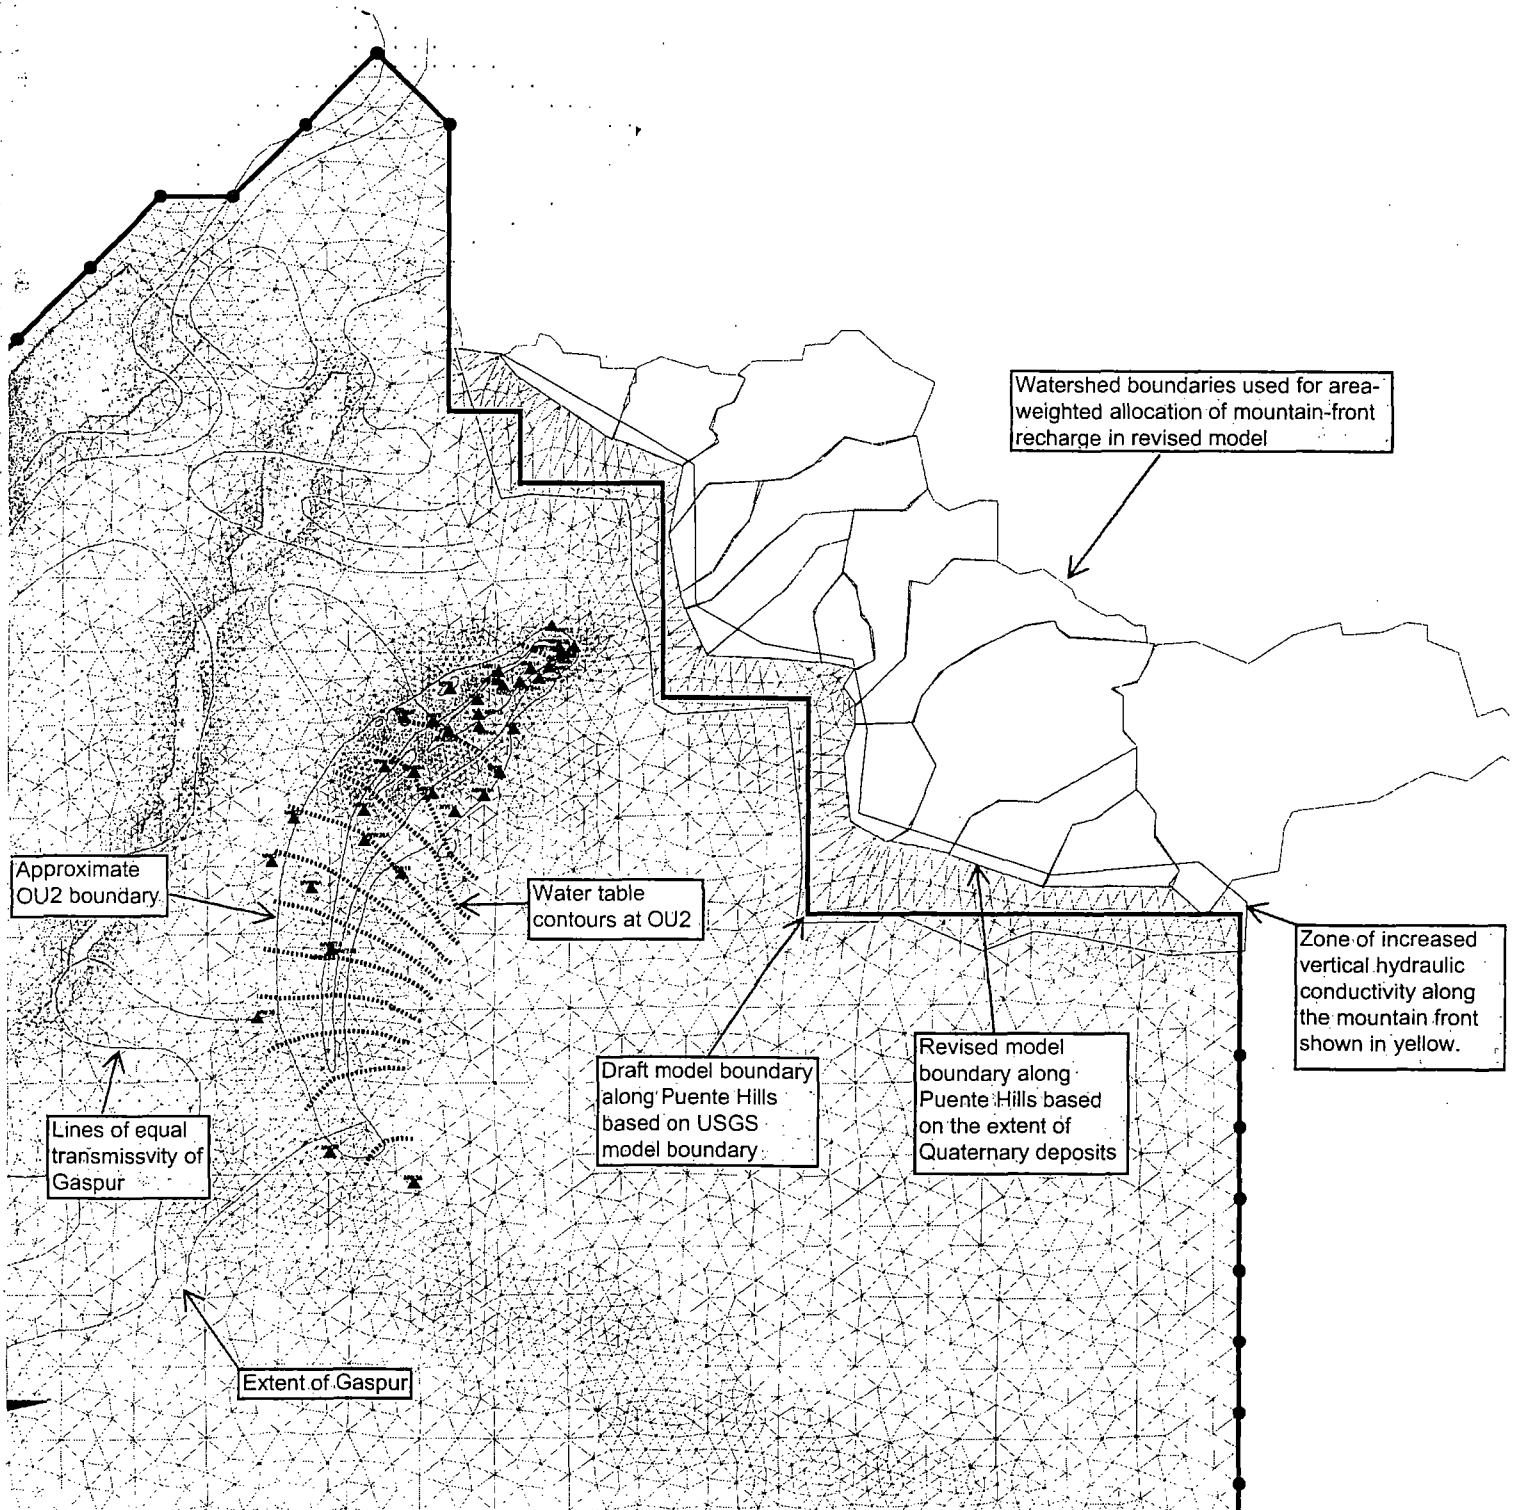 Watershed boundaries used for area-
weighted allocation of mountain-front
recharge in revised model
Approximate
OU2 boundary
Water table
contours at OU2
Zone of increased
vertical hydraulic
conductivity along
the mountain front
shown in yellow.
Draft model boundary
along Puente Hills
based on USGS
model boundary
Revised model
boundary along
Puente Hills based
on the extent of
Quaternary deposits
Lines of equal
transmissvity of
Gaspur
Extent of Gaspur